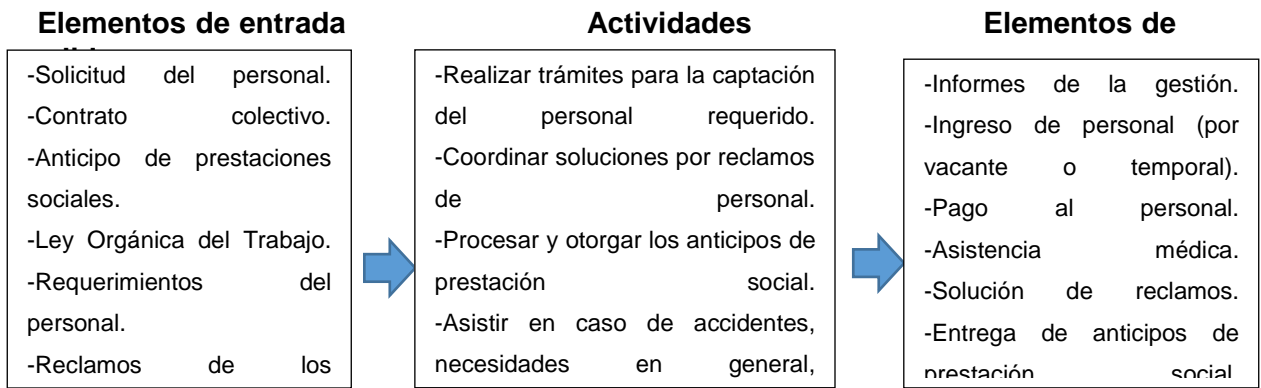 Elementos de entrada
Actividades
Elementos de
-Solicitud del personal.
-Contrato colectivo.
-Anticipo de prestaciones
sociales.
-Ley Orgánica del Trabajo.
-Requerimientos del
personal.
-Reclamos de los
-Realizar trámites para la captación
del personal requerido.
-Coordinar soluciones por reclamos
de personal.
-Procesar y otorgar los anticipos de
prestación social.
-Asistir en caso de accidentes,
necesidades en general,
-Informes de la gestión.
-Ingreso de personal (por
vacante o temporal).
-Pago al personal.
-Asistencia médica.
-Solución de reclamos.
-Entrega de anticipos de
prestación social.